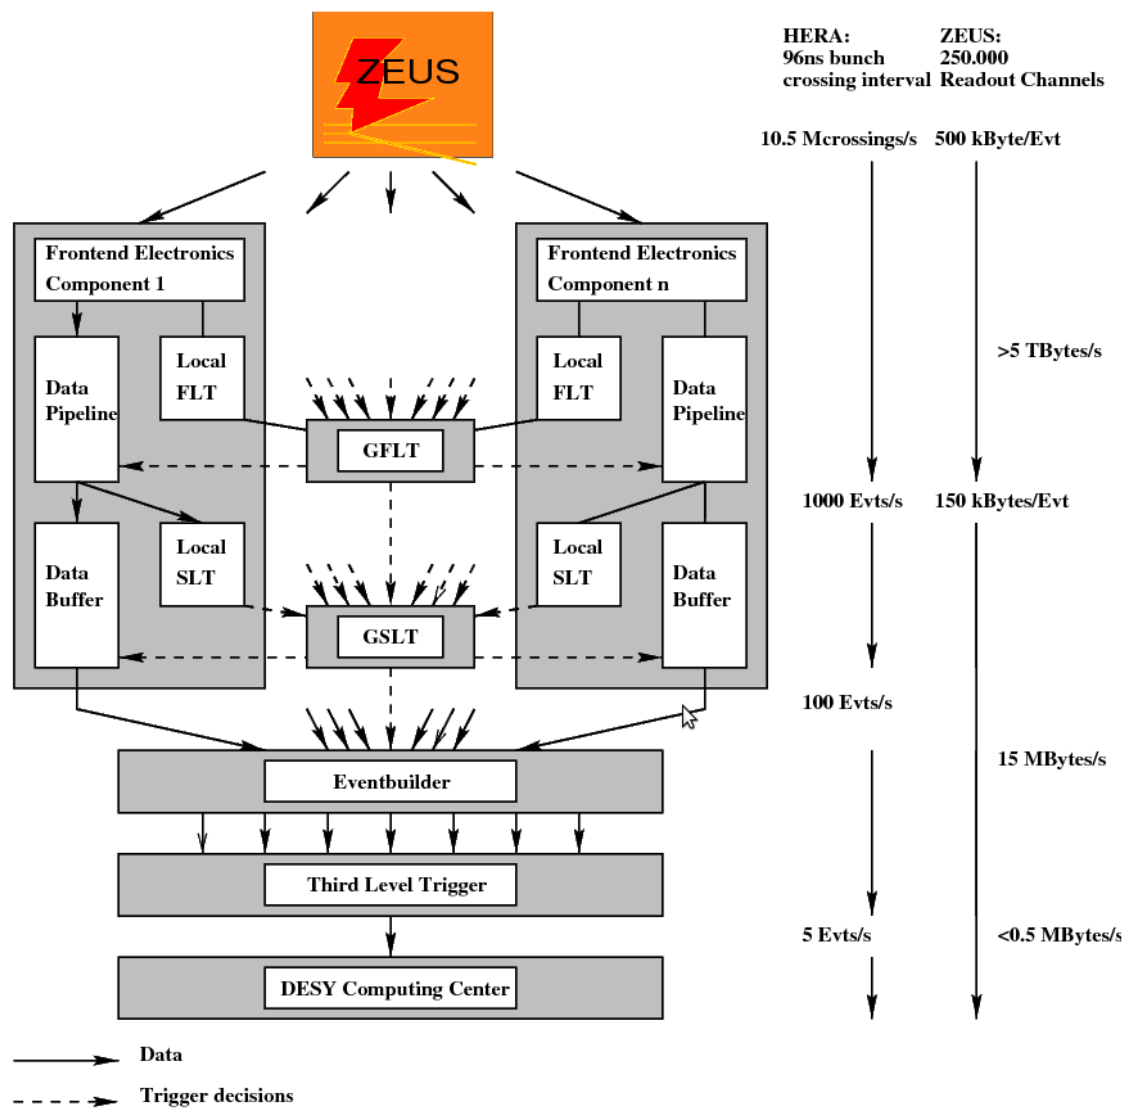 ZEUS
HERA:
96ns bunch
crossing interval
ZEUS:
250.000
Readout Channels
10.5 Mcrossings/s
500 kByte/Evt
Frontend Electronics
Component 1
Frontend Electronics
Component n
Data
Pipeline
Local
FLT
Local
FLT
Data
Pipeline
>5 TBytes/s
GFLT
1000 Evts/s
150 kBytes/Evt
Data
Buffer
Local
SLT
Local
SLT
Data
Buffer
GSLT
100 Evts/s
Eventbuilder
15 MBytes/s
Third Level Trigger
5 Evts/s
<0.5 MBytes/s
DESY Computing Center
Data
Trigger decisions